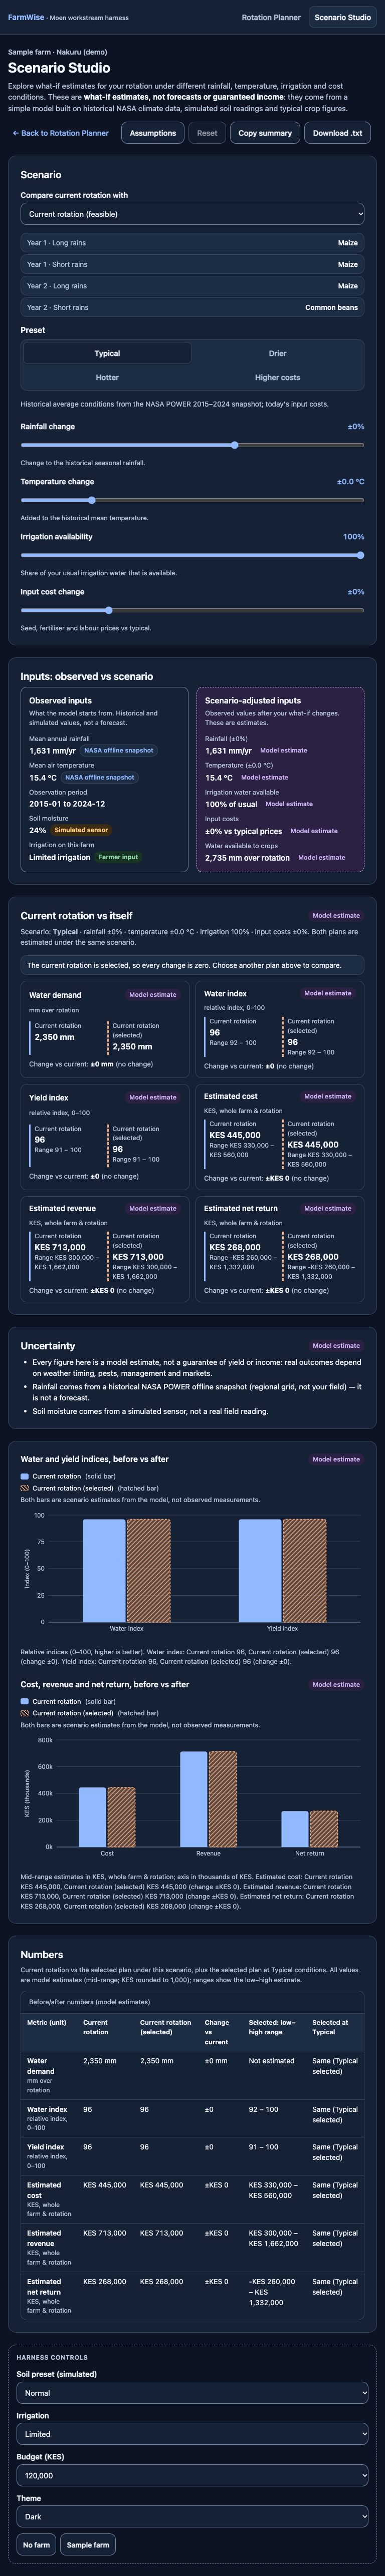 FarmWise · Moen workstream harness
Rotation Planner
Scenario Studio
Sample farm · Nakuru (demo)
Scenario Studio
Explore what-if estimates for your rotation under different rainfall, temperature, irrigation and cost
conditions. These are what-if estimates, not forecasts or guaranteed income: they come from a
simple model built on historical NASA climate data, simulated soil readings and typical crop figures.
← Back to Rotation Planner
Assumptions
Reset
Copy summary
Download .txt
Scenario
Compare current rotation with
Current rotation (feasible)
Year 1 · Long rains
Maize
Year 1 · Short rains
Maize
Year 2 · Long rains
Maize
Year 2 · Short rains
Common beans
Preset
Typical
Drier
Hotter
Higher costs
Historical average conditions from the NASA POWER 2015–2024 snapshot; today's input costs.
Rainfall change
±0%
Change to the historical seasonal rainfall.
Temperature change
±0.0 °C
Added to the historical mean temperature.
Irrigation availability
100%
Share of your usual irrigation water that is available.
Input cost change
±0%
Seed, fertiliser and labour prices vs typical.
Inputs: observed vs scenario
Observed inputs
What the model starts from. Historical and
simulated values, not a forecast.
Mean annual rainfall
1,631 mm/yr NASA offline snapshot
Mean air temperature
15.4 °C NASA offline snapshot
Observation period
2015-01 to 2024-12
Soil moisture
24% Simulated sensor
Irrigation on this farm
Limited irrigation Farmer input
Scenario-adjusted inputs
Observed values after your what-if changes.
These are estimates.
Rainfall (±0%)
1,631 mm/yr Model estimate
Temperature (±0.0 °C)
15.4 °C Model estimate
Irrigation water available
100% of usual Model estimate
Input costs
±0% vs typical prices Model estimate
Water available to crops
2,735 mm over rotation Model estimate
Current rotation vs itself
Model estimate
Scenario: Typical · rainfall ±0% · temperature ±0.0 °C · irrigation 100% · input costs ±0%. Both plans are
estimated under the same scenario.
The current rotation is selected, so every change is zero. Choose another plan above to compare.
Water demand
Model estimate
mm over rotation
Current rotation
2,350 mm
Current rotation
(selected)
2,350 mm
Change vs current: ±0 mm (no change)
Water index
Model estimate
relative index, 0–100
Current rotation
96
Range 92 – 100
Current rotation
(selected)
96
Range 92 – 100
Change vs current: ±0 (no change)
Yield index
Model estimate
relative index, 0–100
Current rotation
96
Range 91 – 100
Current rotation
(selected)
96
Range 91 – 100
Change vs current: ±0 (no change)
Estimated cost
Model estimate
KES, whole farm & rotation
Current rotation
KES 445,000
Range KES 330,000 –
KES 560,000
Current rotation
(selected)
KES 445,000
Range KES 330,000 –
KES 560,000
Change vs current: ±KES 0 (no change)
Estimated revenue
Model estimate
KES, whole farm & rotation
Current rotation
KES 713,000
Range KES 300,000 –
KES 1,662,000
Current rotation
(selected)
KES 713,000
Range KES 300,000 –
KES 1,662,000
Change vs current: ±KES 0 (no change)
Estimated net return
Model estimate
KES, whole farm & rotation
Current rotation
KES 268,000
Range -KES 260,000 –
KES 1,332,000
Current rotation
(selected)
KES 268,000
Range -KES 260,000 –
KES 1,332,000
Change vs current: ±KES 0 (no change)
Uncertainty
Model estimate
• Every figure here is a model estimate, not a guarantee of yield or income: real outcomes depend
on weather timing, pests, management and markets.
• Rainfall comes from a historical NASA POWER offline snapshot (regional grid, not your field) — it
is not a forecast.
• Soil moisture comes from a simulated sensor, not a real field reading.
Water and yield indices, before vs after
Model estimate
Current rotation (solid bar)
Current rotation (selected) (hatched bar)
Both bars are scenario estimates from the model, not observed measurements.
Index (0–100)
100
75
50
25
0
Water index
Yield index
Relative indices (0–100, higher is better). Water index: Current rotation 96, Current rotation (selected) 96
(change ±0). Yield index: Current rotation 96, Current rotation (selected) 96 (change ±0).
Cost, revenue and net return, before vs after
Model estimate
Current rotation (solid bar)
Current rotation (selected) (hatched bar)
Both bars are scenario estimates from the model, not observed measurements.
KES (thousands)
800k
600k
400k
200k
0k
Cost
Revenue
Net return
Mid-range estimates in KES, whole farm & rotation; axis in thousands of KES. Estimated cost: Current rotation
KES 445,000, Current rotation (selected) KES 445,000 (change ±KES 0). Estimated revenue: Current rotation
KES 713,000, Current rotation (selected) KES 713,000 (change ±KES 0). Estimated net return: Current rotation
KES 268,000, Current rotation (selected) KES 268,000 (change ±KES 0).
Numbers
Current rotation vs the selected plan under this scenario, plus the selected plan at Typical conditions. All values
are model estimates (mid-range; KES rounded to 1,000); ranges show the low–high estimate.
Before/after numbers (model estimates)
Metric (unit)
Current
rotation
Current rotation
(selected)
Change
vs
current
Selected: low–
high range
Selected at
Typical
Water
demand
mm over
rotation
2,350 mm
2,350 mm
±0 mm
Not estimated
Same (Typical
selected)
Water index
relative index,
0–100
96
96
±0
92 – 100
Same (Typical
selected)
Yield index
relative index,
0–100
96
96
±0
91 – 100
Same (Typical
selected)
Estimated
cost
KES, whole
farm & rotation
KES 445,000
KES 445,000
±KES 0
KES 330,000 –
KES 560,000
Same (Typical
selected)
Estimated
revenue
KES, whole
farm & rotation
KES 713,000
KES 713,000
±KES 0
KES 300,000 –
KES 1,662,000
Same (Typical
selected)
Estimated
net return
KES, whole
farm & rotation
KES 268,000
KES 268,000
±KES 0
-KES 260,000
– KES
1,332,000
Same (Typical
selected)
HARNESS CONTROLS
Soil preset (simulated)
Normal
Irrigation
Limited
Budget (KES)
120,000
Theme
Dark
No farm
Sample farm